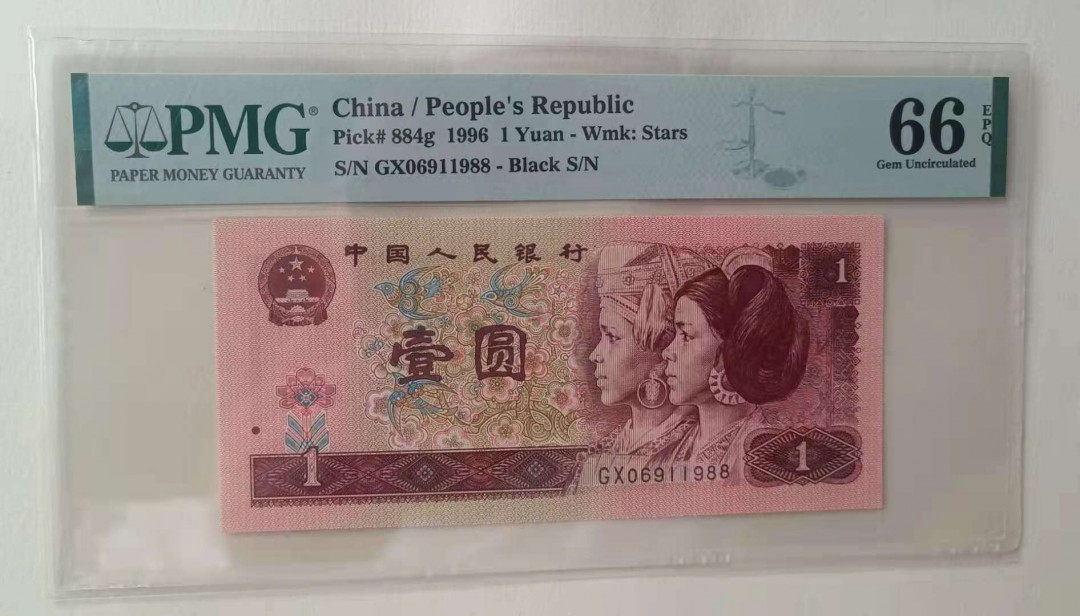 PMG®
PAPER MONEY GUARANTY
China / People's Republic
Pick# 884g 1996 1 Yuan - Wmk: Stars
S/N GX06911988 - Black S/N
66 EPQ
Gem Uncirculated
中国人民银行
1
壹圆
1
GX06911988
1